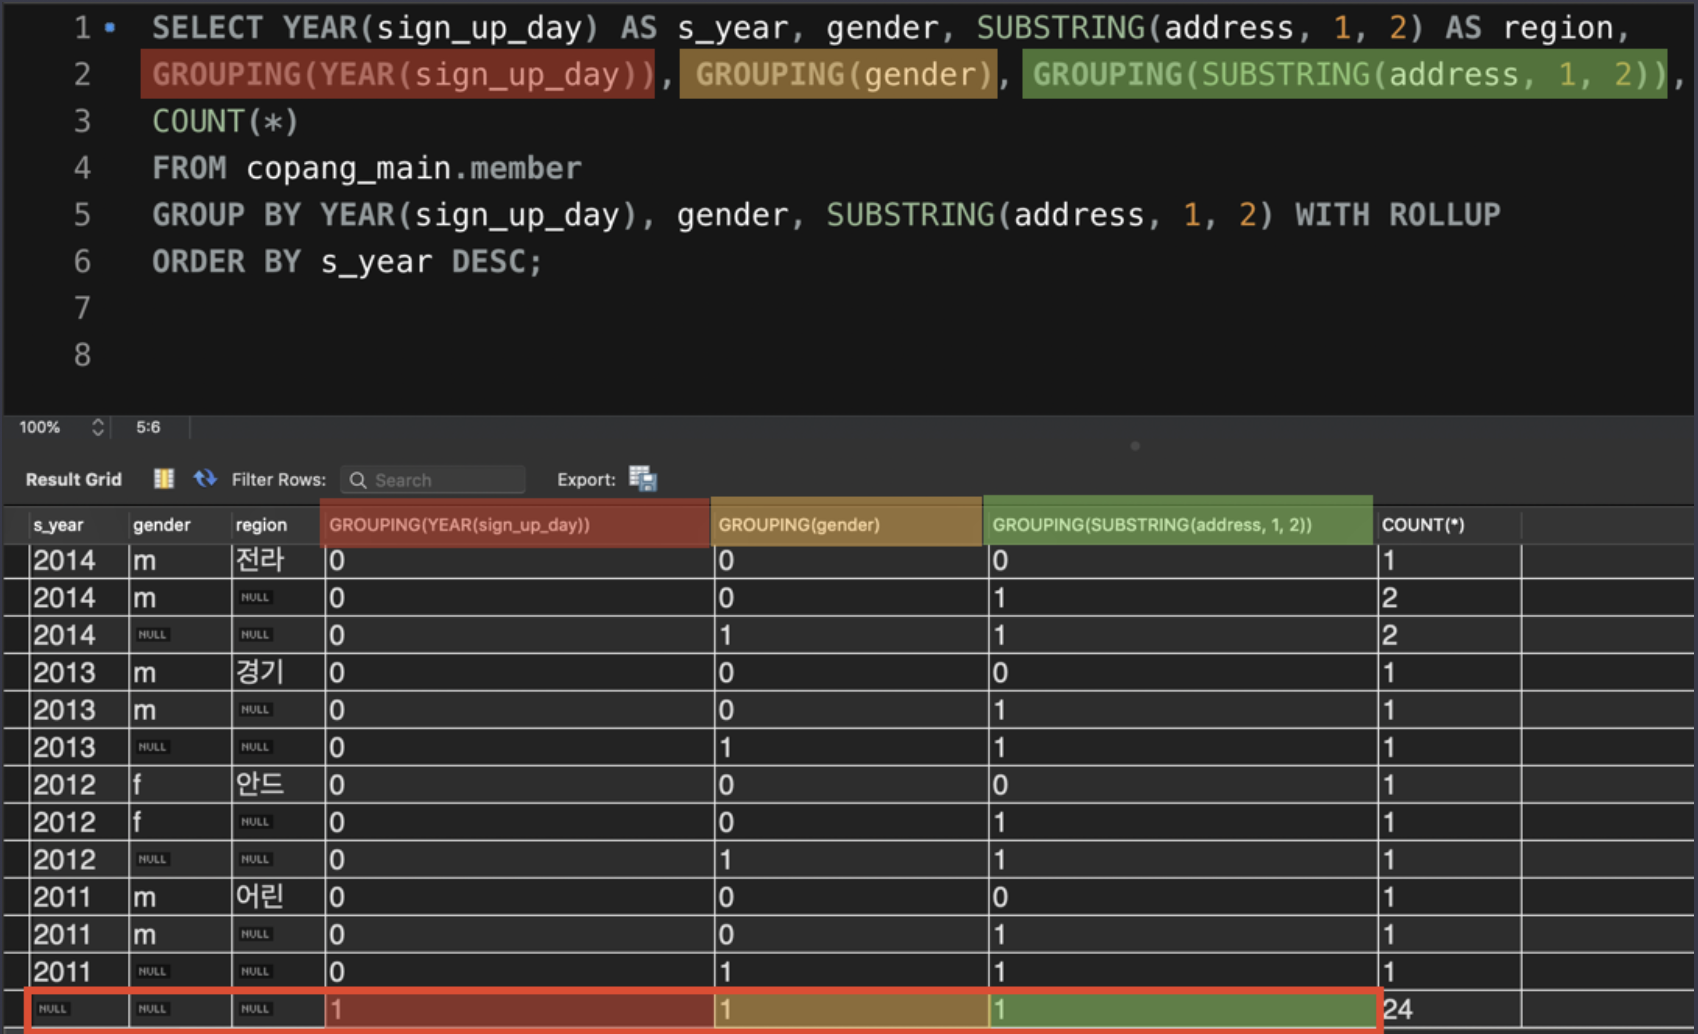 1 SELECT YEAR(sign_up_day) AS s_year, gender, SUBSTRING(address, 1, 2) AS region,
2 GROUPING(YEAR(sign_up_day)), GROUPING(gender), GROUPING(SUBSTRING(address, 1, 2)),
3 COUNT(*)
4 FROM copang_main.member
5 GROUP BY YEAR(sign_up_day), gender, SUBSTRING(address, 1, 2) WITH ROLLUP
6 ORDER BY s_year DESC;
7
8
100% 5:6
Result Grid Filter Rows: Search Export:
s_year gender region GROUPING(YEAR(sign_up_day)) GROUPING(gender) GROUPING(SUBSTRING(address, 1, 2)) COUNT(*)
2014 m 전라 0 0 0 1
2014 m NULL 0 0 1 2
2014 NULL NULL 0 1 1 2
2013 m 경기 0 0 0 1
2013 m NULL 0 0 1 1
2013 NULL NULL 0 1 1 1
2012 f 안드 0 0 0 1
2012 f NULL 0 0 1 1
2012 NULL NULL 0 1 1 1
2011 m 어린 0 0 0 1
2011 m NULL 0 0 1 1
2011 NULL NULL 0 1 1 1
NULL NULL NULL 1 1 1 24